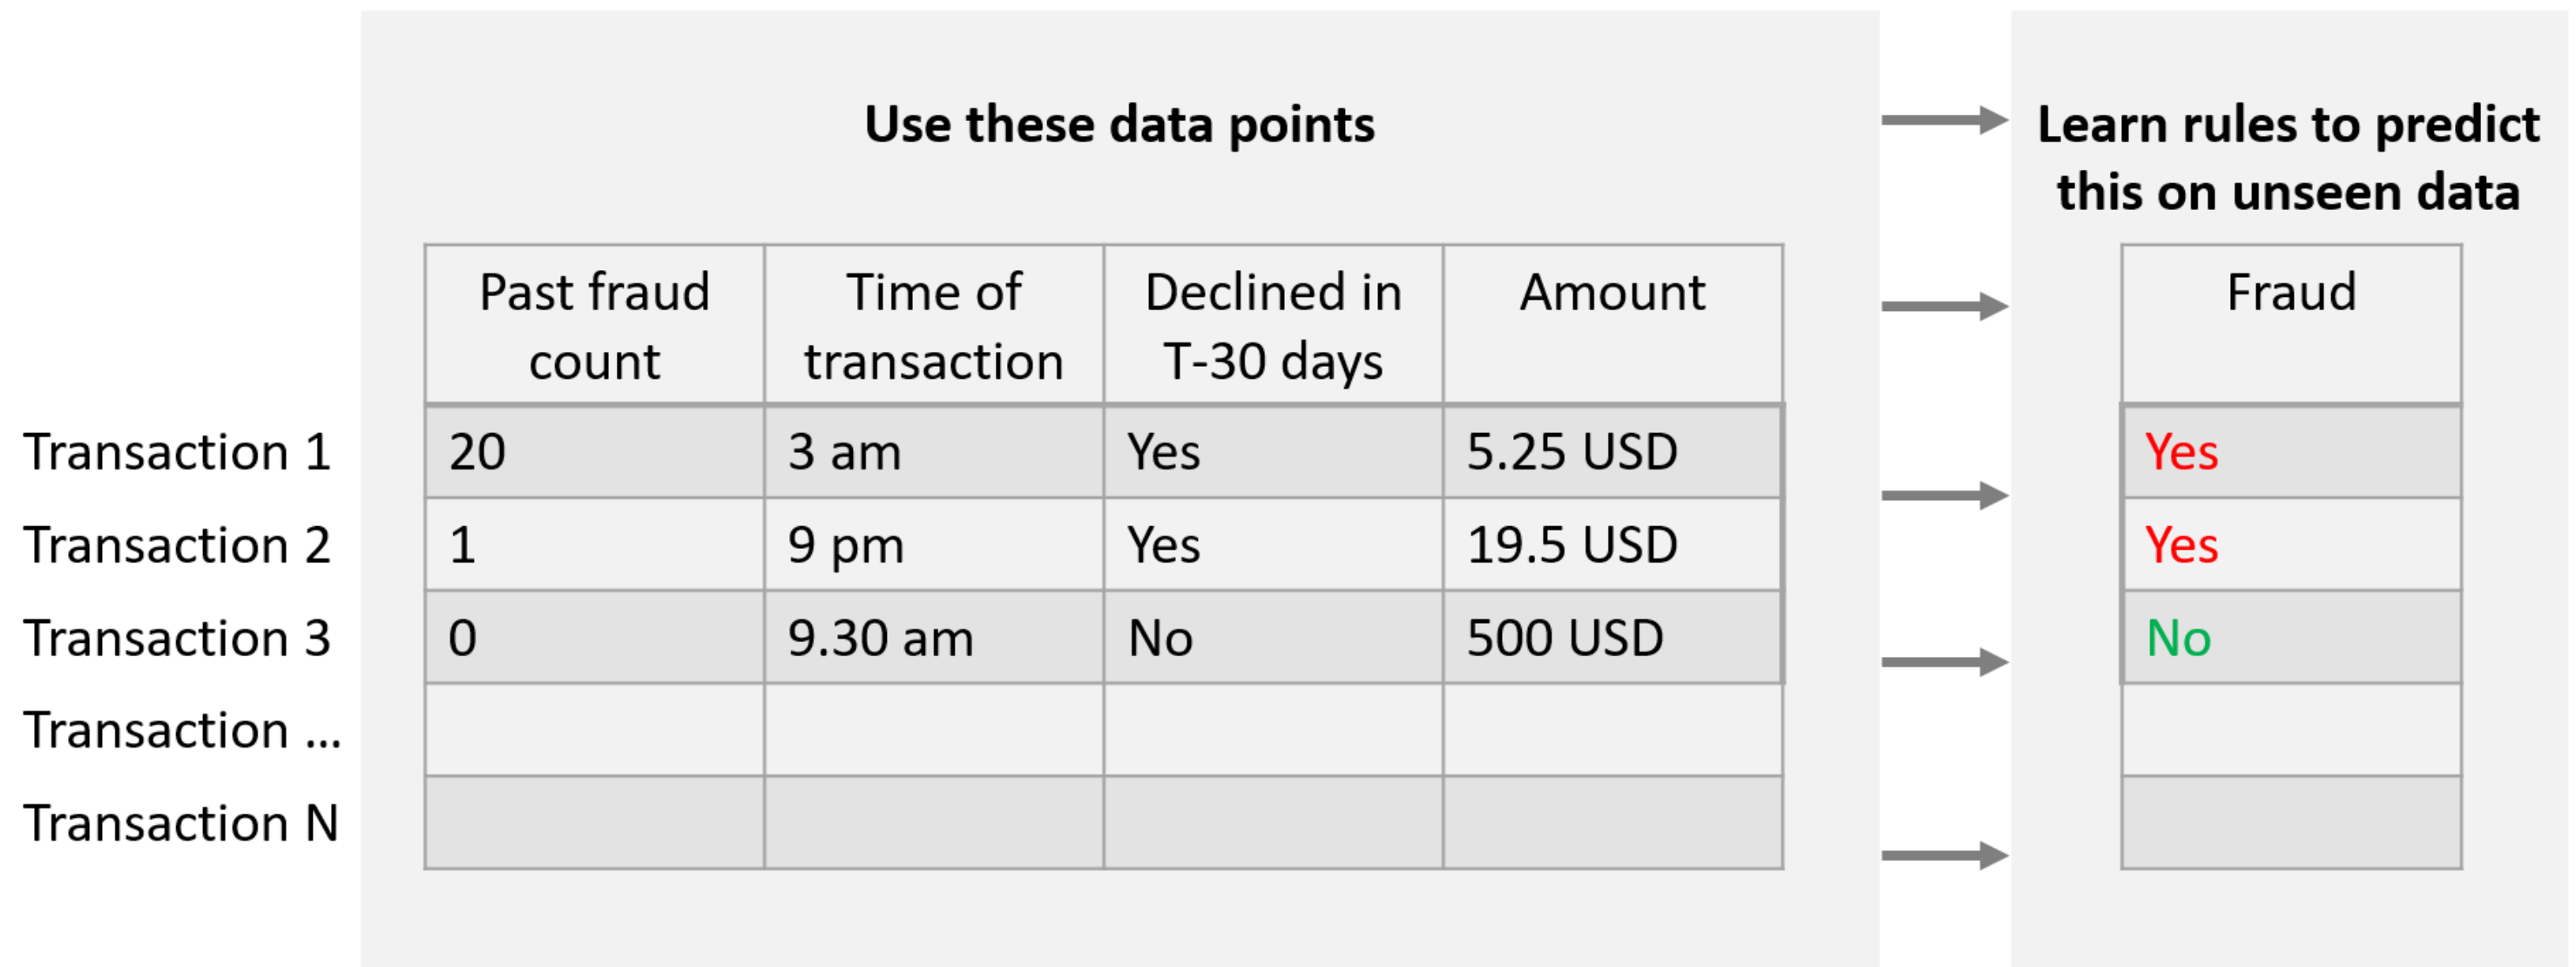 Use these data points
Learn rules to predict
this on unseen data
Past fraud count
Time of transaction
Declined in T-30 days
Amount
Fraud
Transaction 1 20 3 am Yes 5.25 USD Yes
Transaction 2 1 9 pm Yes 19.5 USD Yes
Transaction 3 0 9.30 am No 500 USD No
Transaction ...
Transaction N